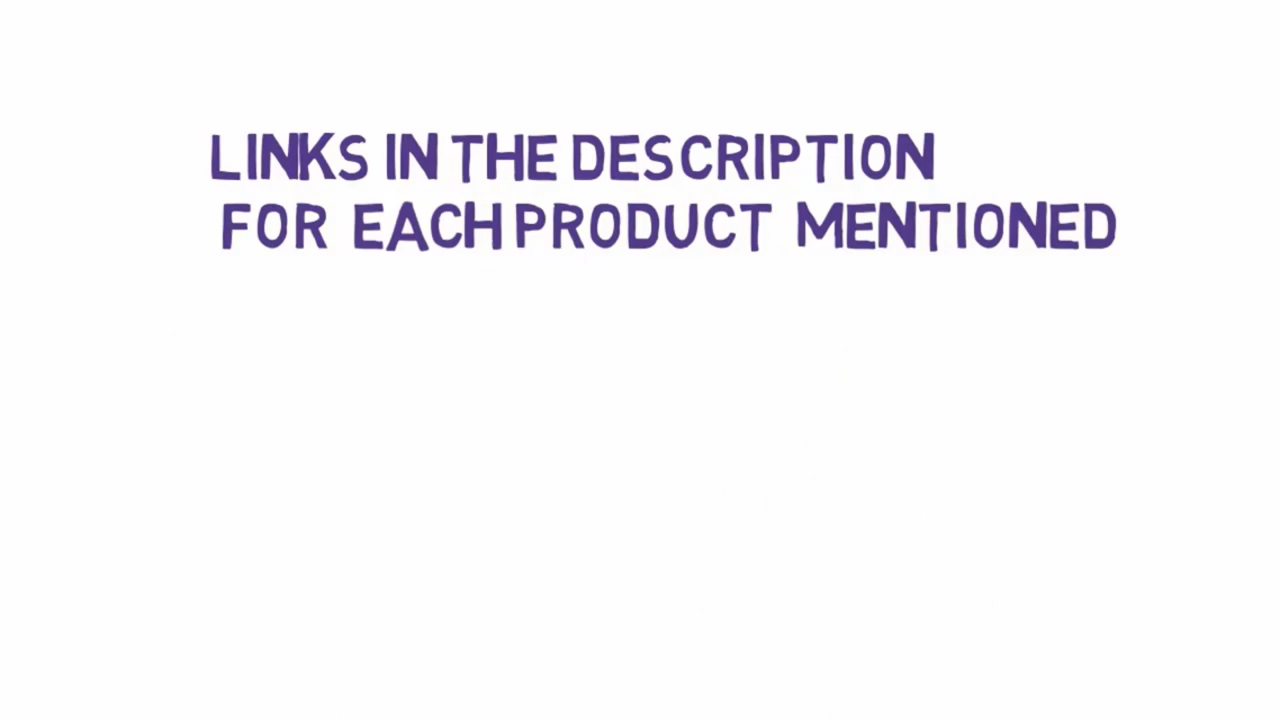 LINKS IN THE DESCRIPTION
FOR EACH PRODUCT MENTIONED